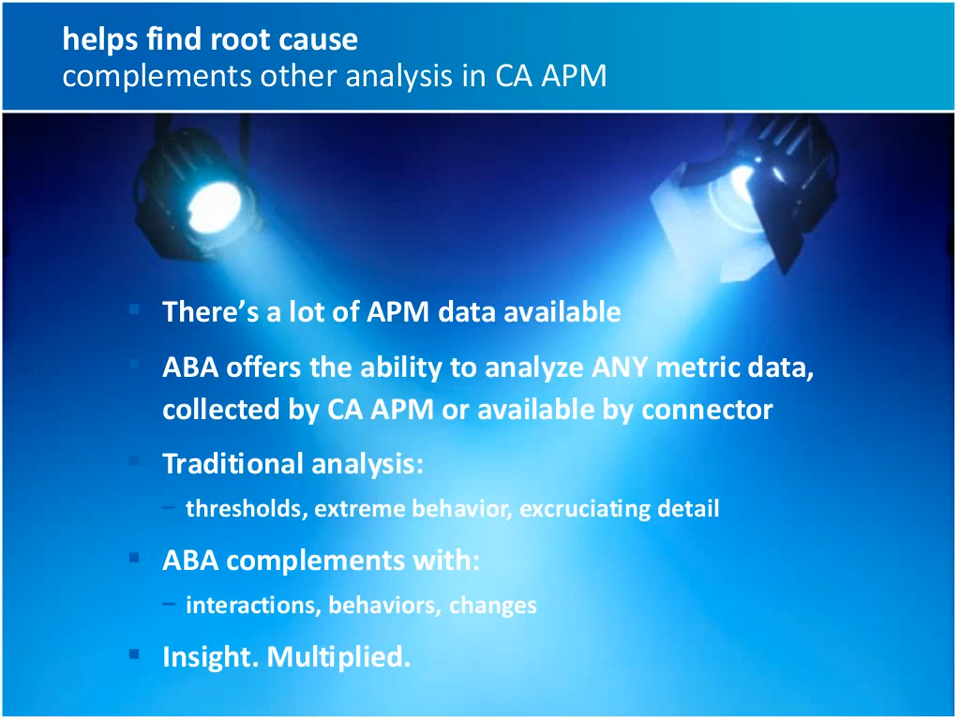 helps find root cause
complements other analysis in CA APM
▪ There’s a lot of APM data available
▪ ABA offers the ability to analyze ANY metric data,
collected by CA APM or available by connector
▪ Traditional analysis:
– thresholds, extreme behavior, excruciating detail
▪ ABA complements with:
– interactions, behaviors, changes
▪ Insight. Multiplied.